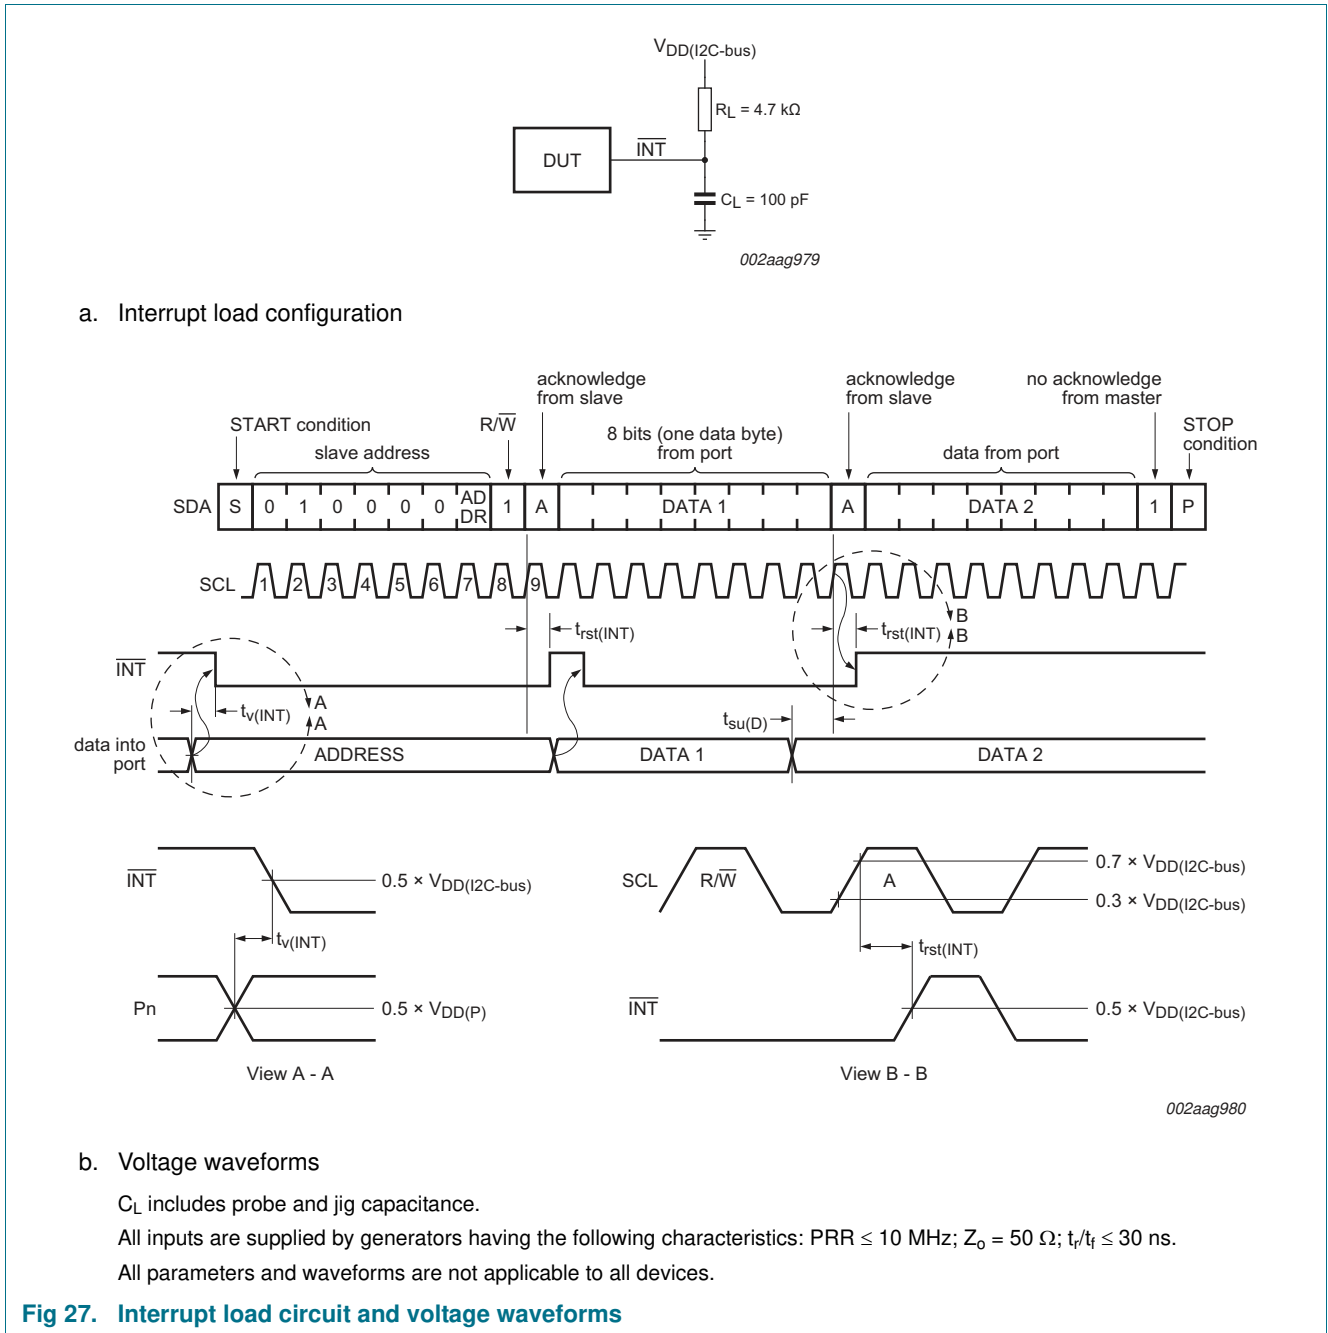 VDD(I2C-bus)
RL = 4.7 kΩ
DUT
INT
CL = 100 pF
002aag979
a. Interrupt load configuration
acknowledge
from slave
acknowledge
from slave
no acknowledge
from master
START condition
R/W
8 bits (one data byte)
from port
STOP
condition
slave address
data from port
SDA S 0 1 0 0 0 0 AD DR 1 A DATA 1 A DATA 2 1 P
SCL 1 2 3 4 5 6 7 8 9
trst(INT)
trst(INT)
B
B
INT
tv(INT)
A
A
tsu(D)
data into
port
ADDRESS
DATA 1
DATA 2
INT
0.5 × VDD(I2C-bus)
tv(INT)
Pn
0.5 × VDD(P)
View A - A
SCL
R/W
A
0.7 × VDD(I2C-bus)
0.3 × VDD(I2C-bus)
trst(INT)
INT
0.5 × VDD(I2C-bus)
View B - B
002aag980
b. Voltage waveforms
CL includes probe and jig capacitance.
All inputs are supplied by generators having the following characteristics: PRR ≤ 10 MHz; Zo = 50 Ω; tr/tf ≤ 30 ns.
All parameters and waveforms are not applicable to all devices.
Fig 27. Interrupt load circuit and voltage waveforms